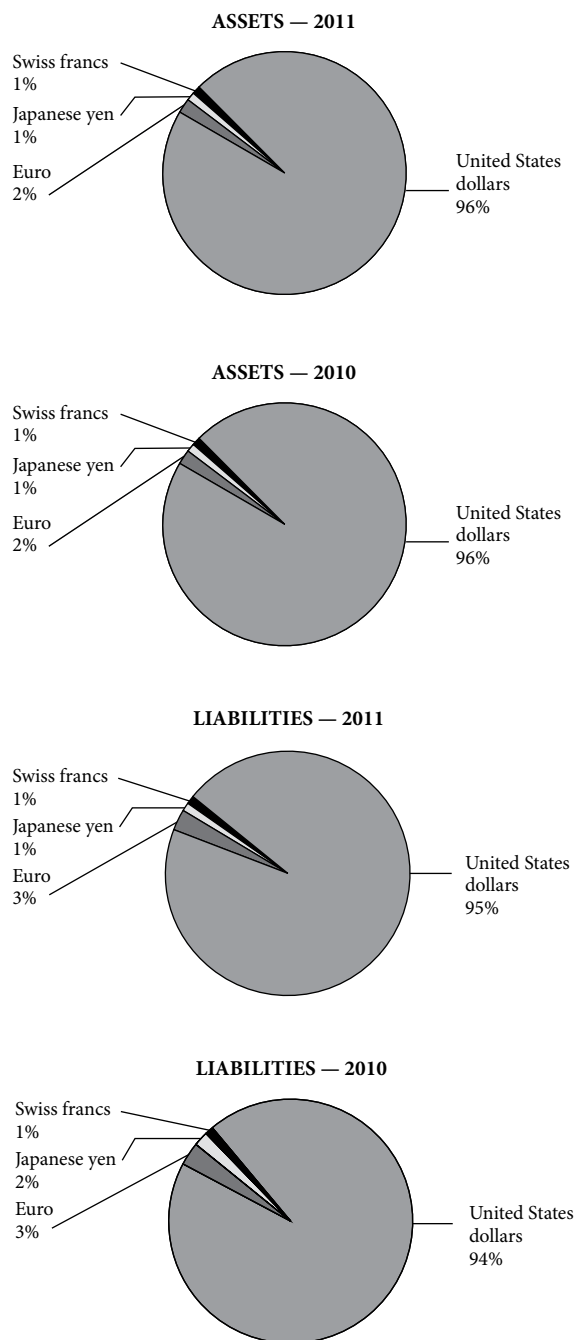 ASSETS — 2011
Swiss francs
1%
Japanese yen
1%
Euro
2%
United States
dollars
96%
ASSETS — 2010
Swiss francs
1%
Japanese yen
1%
Euro
2%
United States
dollars
96%
LIABILITIES — 2011
Swiss francs
1%
Japanese yen
1%
Euro
3%
United States
dollars
95%
LIABILITIES — 2010
Swiss francs
1%
Japanese yen
2%
Euro
3%
United States
dollars
94%